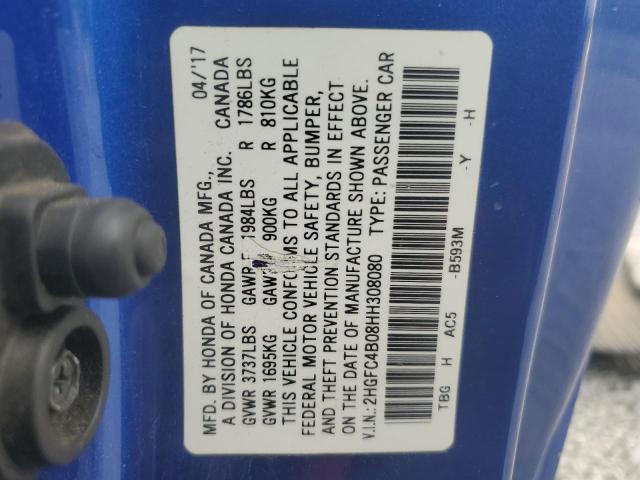 MFD. BY HONDA OF CANADA MFG., 04/'17
A DIVISION OF HONDA CANADA INC. CANADA
GVWR 3737LBS GAWR F 1984LBS R 1786LBS
GVWR 1695KG GAW 900KG R 810KG
THIS VEHICLE CONFORMS TO ALL APPLICABLE
FEDERAL MOTOR VEHICLE SAFETY, BUMPER,
AND THEFT PREVENTION STANDARDS IN EFFECT
ON THE DATE OF MANUFACTURE SHOWN ABOVE.
V.I.N.: 2HGFC4B08HH308080 TYPE: PASSENGER CAR
TBG H AC5 -B593M -Y -H